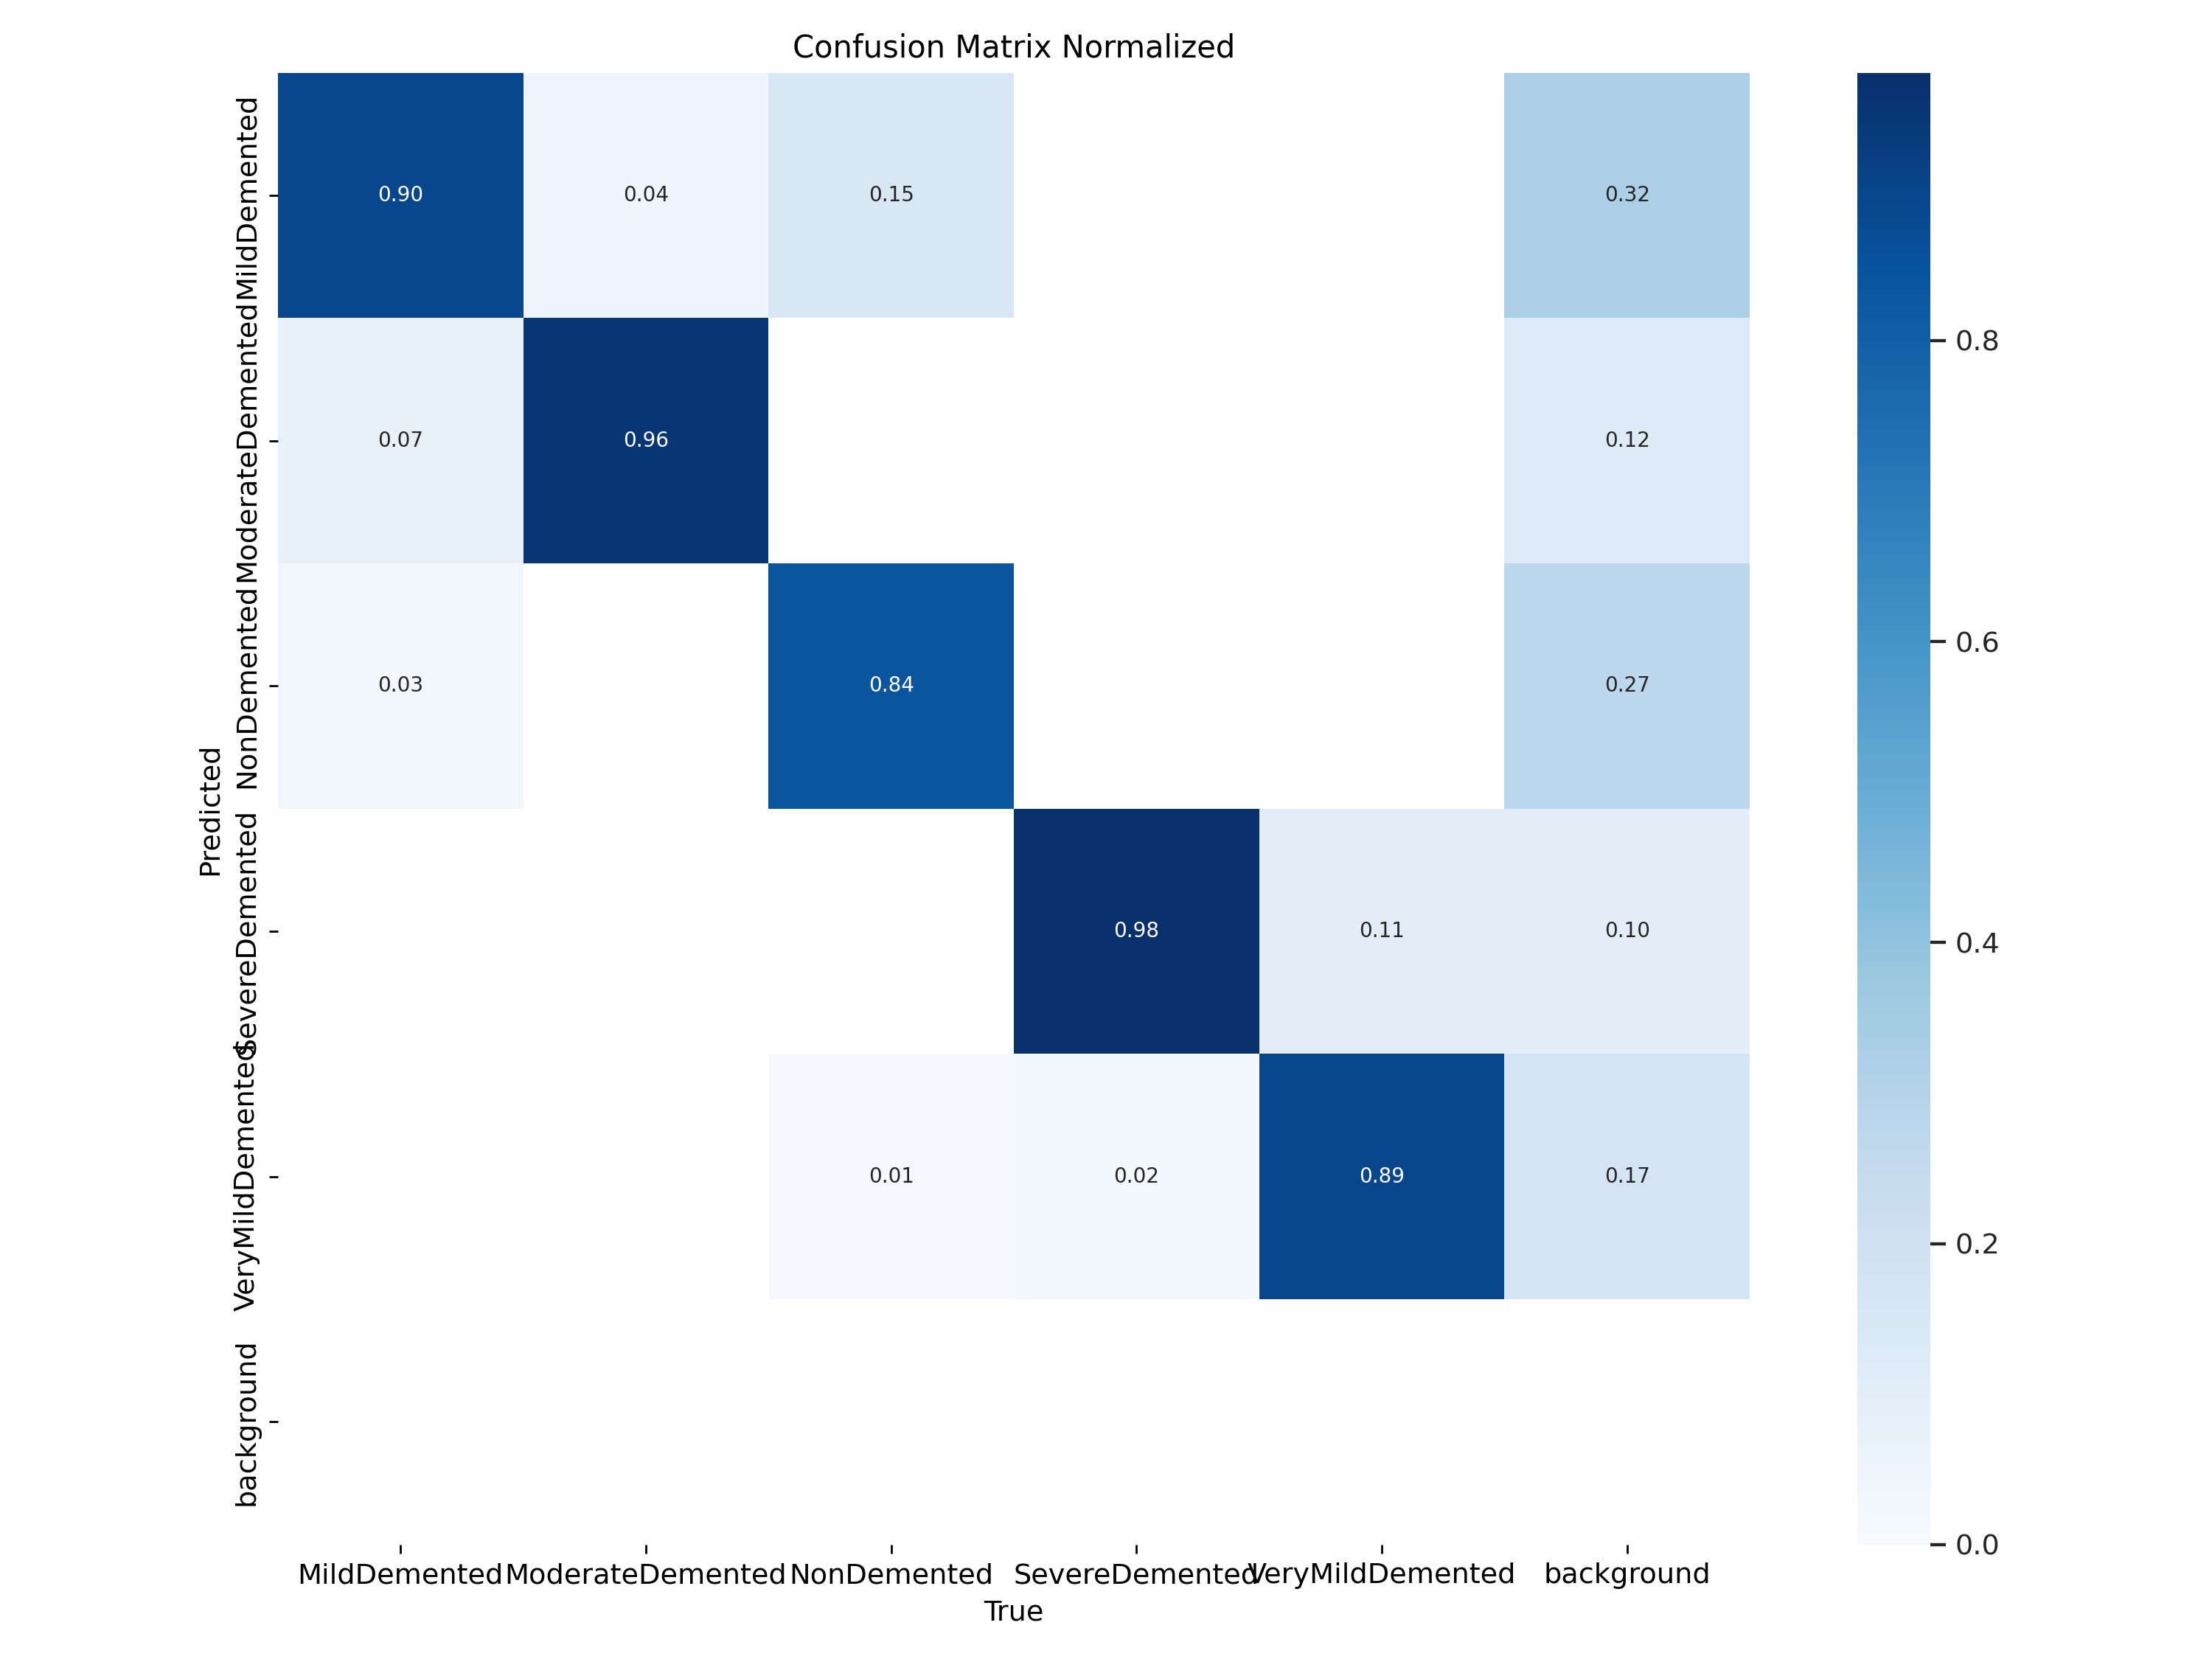 Confusion Matrix Normalized
Predicted
MildDemented
ModerateDemented
NonDemented
SevereDemented
VeryMildDemented
background
0.90 0.04 0.15 0.32
0.07 0.96 0.12
0.03 0.84 0.27
0.98 0.11 0.10
0.01 0.02 0.89 0.17
MildDemented ModerateDemented NonDemented SevereDemented VeryMildDemented background
True
0.8
0.6
0.4
0.2
0.0